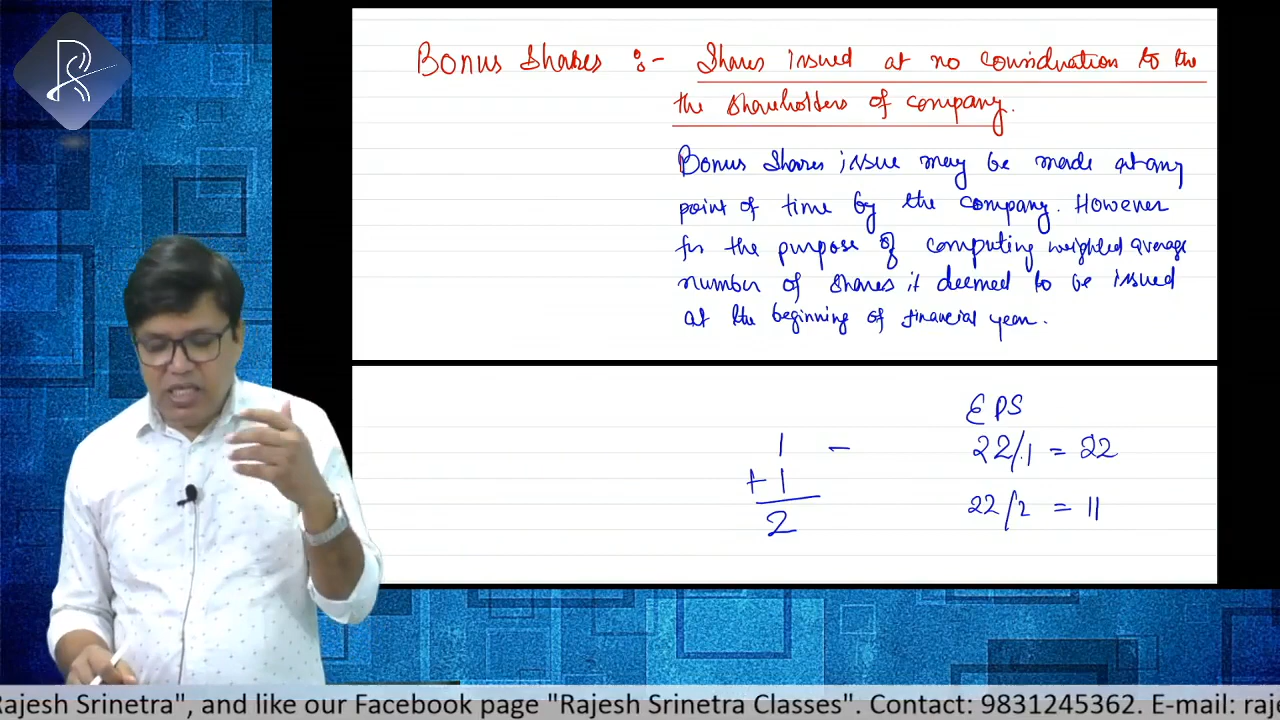 Bonus Shares :- Shares issued at no consideration to the
the shareholders of company.
Bonus Shares issue may be made at any
point of time by the company. However
for the purpose of computing weighted average
number of shares it deemed to be issued
at the beginning of financial year.
EPS
1 - 22/1 = 22
+ 1
2 22/2 = 11
Rajesh Srinetra", and like our Facebook page "Rajesh Srinetra Classes". Contact: 9831245362. E-mail: raje